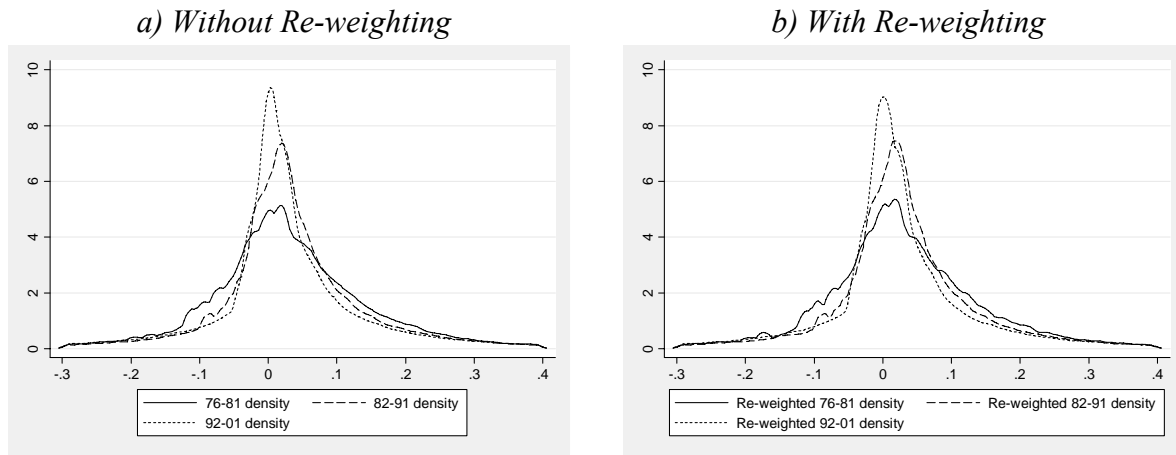 a) Without Re-weighting
10
8
6
4
2
0
-.3 -.2 -.1 0 .1 .2 .3 .4
76-81 density 82-91 density
92-01 density
b) With Re-weighting
10
8
6
4
2
0
-.3 -.2 -.1 0 .1 .2 .3 .4
Re-weighted 76-81 density Re-weighted 82-91 density
Re-weighted 92-01 density